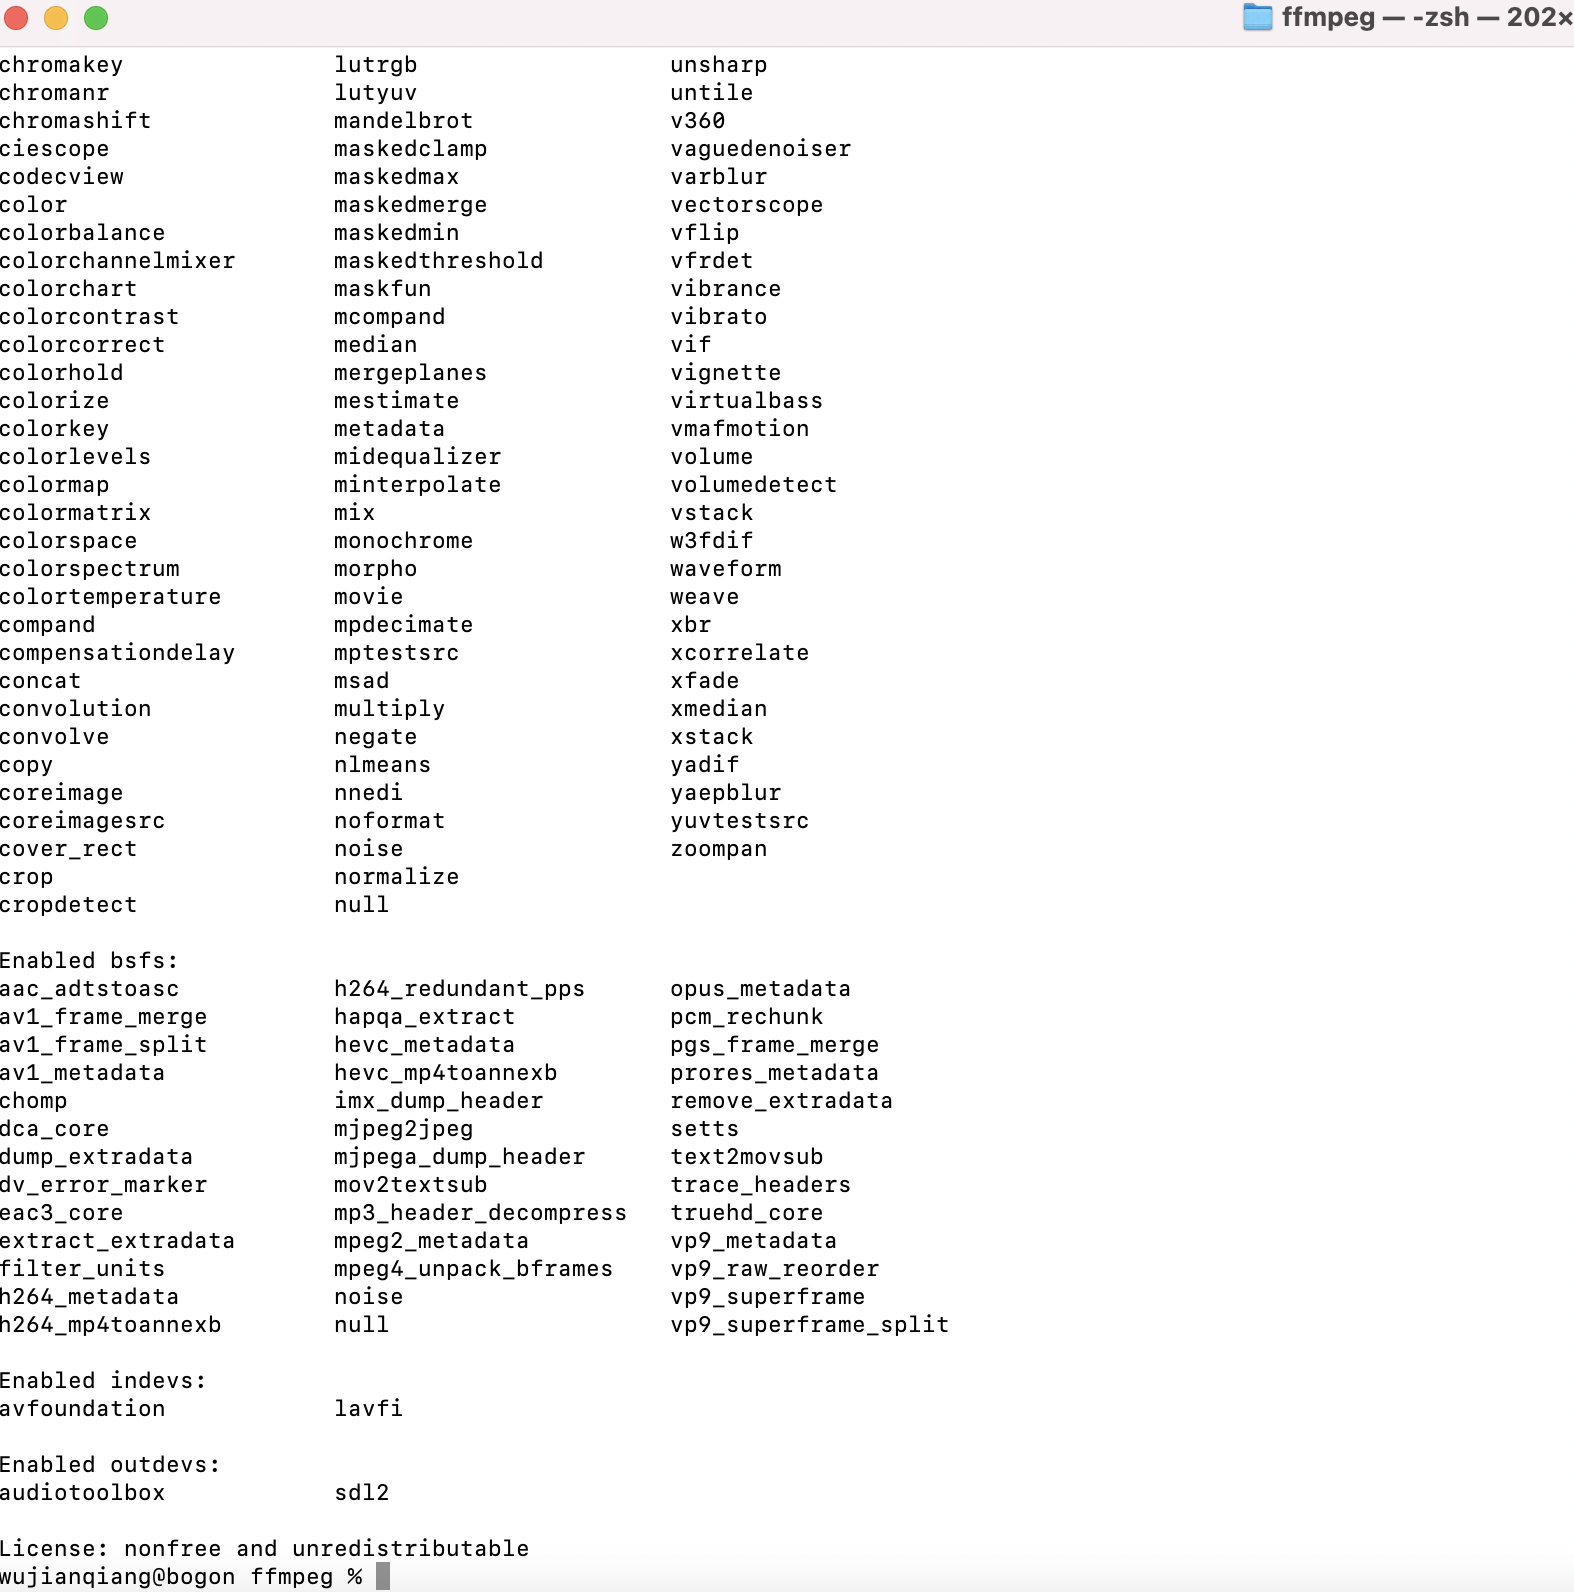 ffmpeg — -zsh — 202×
chromakey lutrgb unsharp
chromanr lutyuv untile
chromashift mandelbrot v360
ciescope maskedclamp vaguedenoiser
codecview maskedmax varblur
color maskedmerge vectorscope
colorbalance maskedmin vflip
colorchannelmixer maskedthreshold vfrdet
colorchart maskfun vibrance
colorcontrast mcompand vibrato
colorcorrect median vif
colorhold mergeplanes vignette
colorize mestimate virtualbass
colorkey metadata vmafmotion
colorlevels midequalizer volume
colormap minterpolate volumedetect
colormatrix mix vstack
colorspace monochrome w3fdif
colorspectrum morpho waveform
colortemperature movie weave
compand mpdecimate xbr
compensationdelay mptestsrc xcorrelate
concat msad xfade
convolution multiply xmedian
convolve negate xstack
copy nlmeans yadif
coreimage nnedi yaepblur
coreimagesrc noformat yuvtestsrc
cover_rect noise zoompan
crop normalize
cropdetect null
Enabled bsfs:
aac_adtstoasc h264_redundant_pps opus_metadata
av1_frame_merge hapqa_extract pcm_rechunk
av1_frame_split hevc_metadata pgs_frame_merge
av1_metadata hevc_mp4toannexb prores_metadata
chomp imx_dump_header remove_extradata
dca_core mjpeg2jpeg setts
dump_extradata mjpega_dump_header text2movsub
dv_error_marker mov2textsub trace_headers
eac3_core mp3_header_decompress truehd_core
extract_extradata mpeg2_metadata vp9_metadata
filter_units mpeg4_unpack_bframes vp9_raw_reorder
h264_metadata noise vp9_superframe
h264_mp4toannexb null vp9_superframe_split
Enabled indevs:
avfoundation lavfi
Enabled outdevs:
audiotoolbox sdl2
License: nonfree and unredistributable
wujianqiang@bogon ffmpeg %